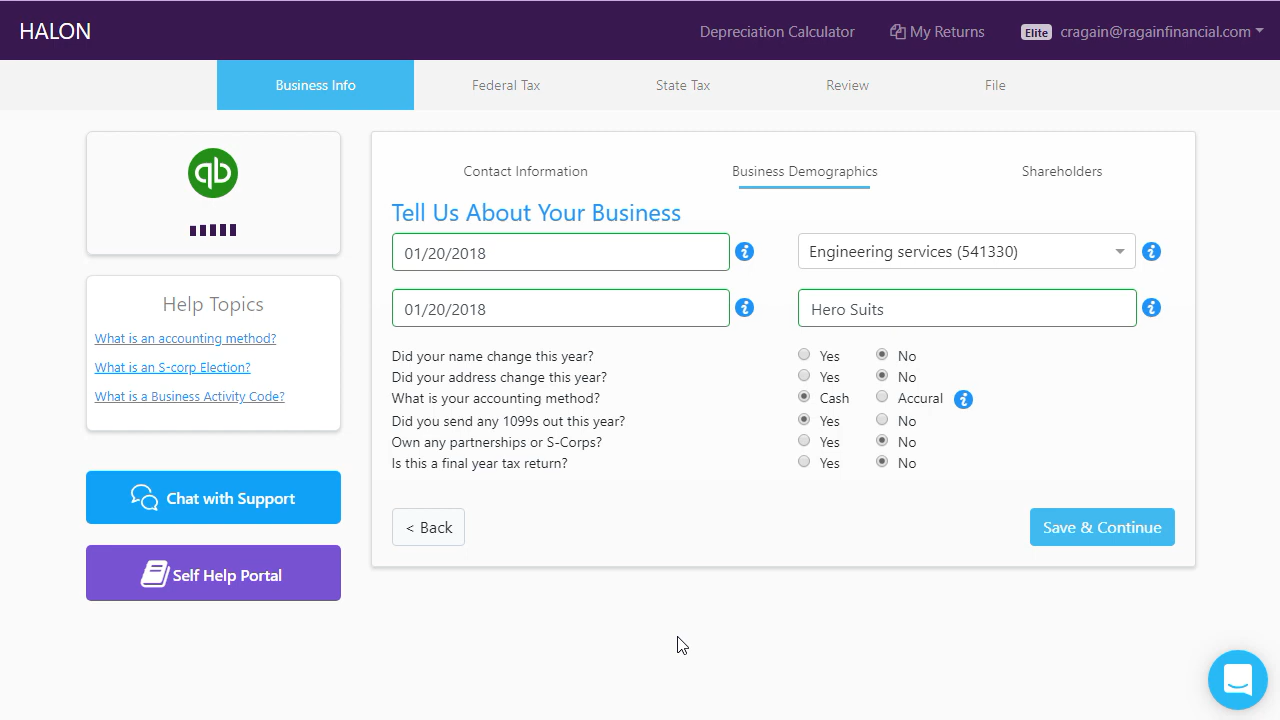 HALON
Depreciation Calculator
My Returns
Elite cragain@ragainfinancial.com
Business Info
Federal Tax
State Tax
Review
File
qb
Help Topics
What is an accounting method?
What is an S-corp Election?
What is a Business Activity Code?
Chat with Support
Self Help Portal
Contact Information
Business Demographics
Shareholders
Tell Us About Your Business
01/20/2018
Engineering services (541330)
01/20/2018
Hero Suits
Did your name change this year? Yes No
Did your address change this year? Yes No
What is your accounting method? Cash Accural
Did you send any 1099s out this year? Yes No
Own any partnerships or S-Corps? Yes No
Is this a final year tax return? Yes No
< Back
Save & Continue